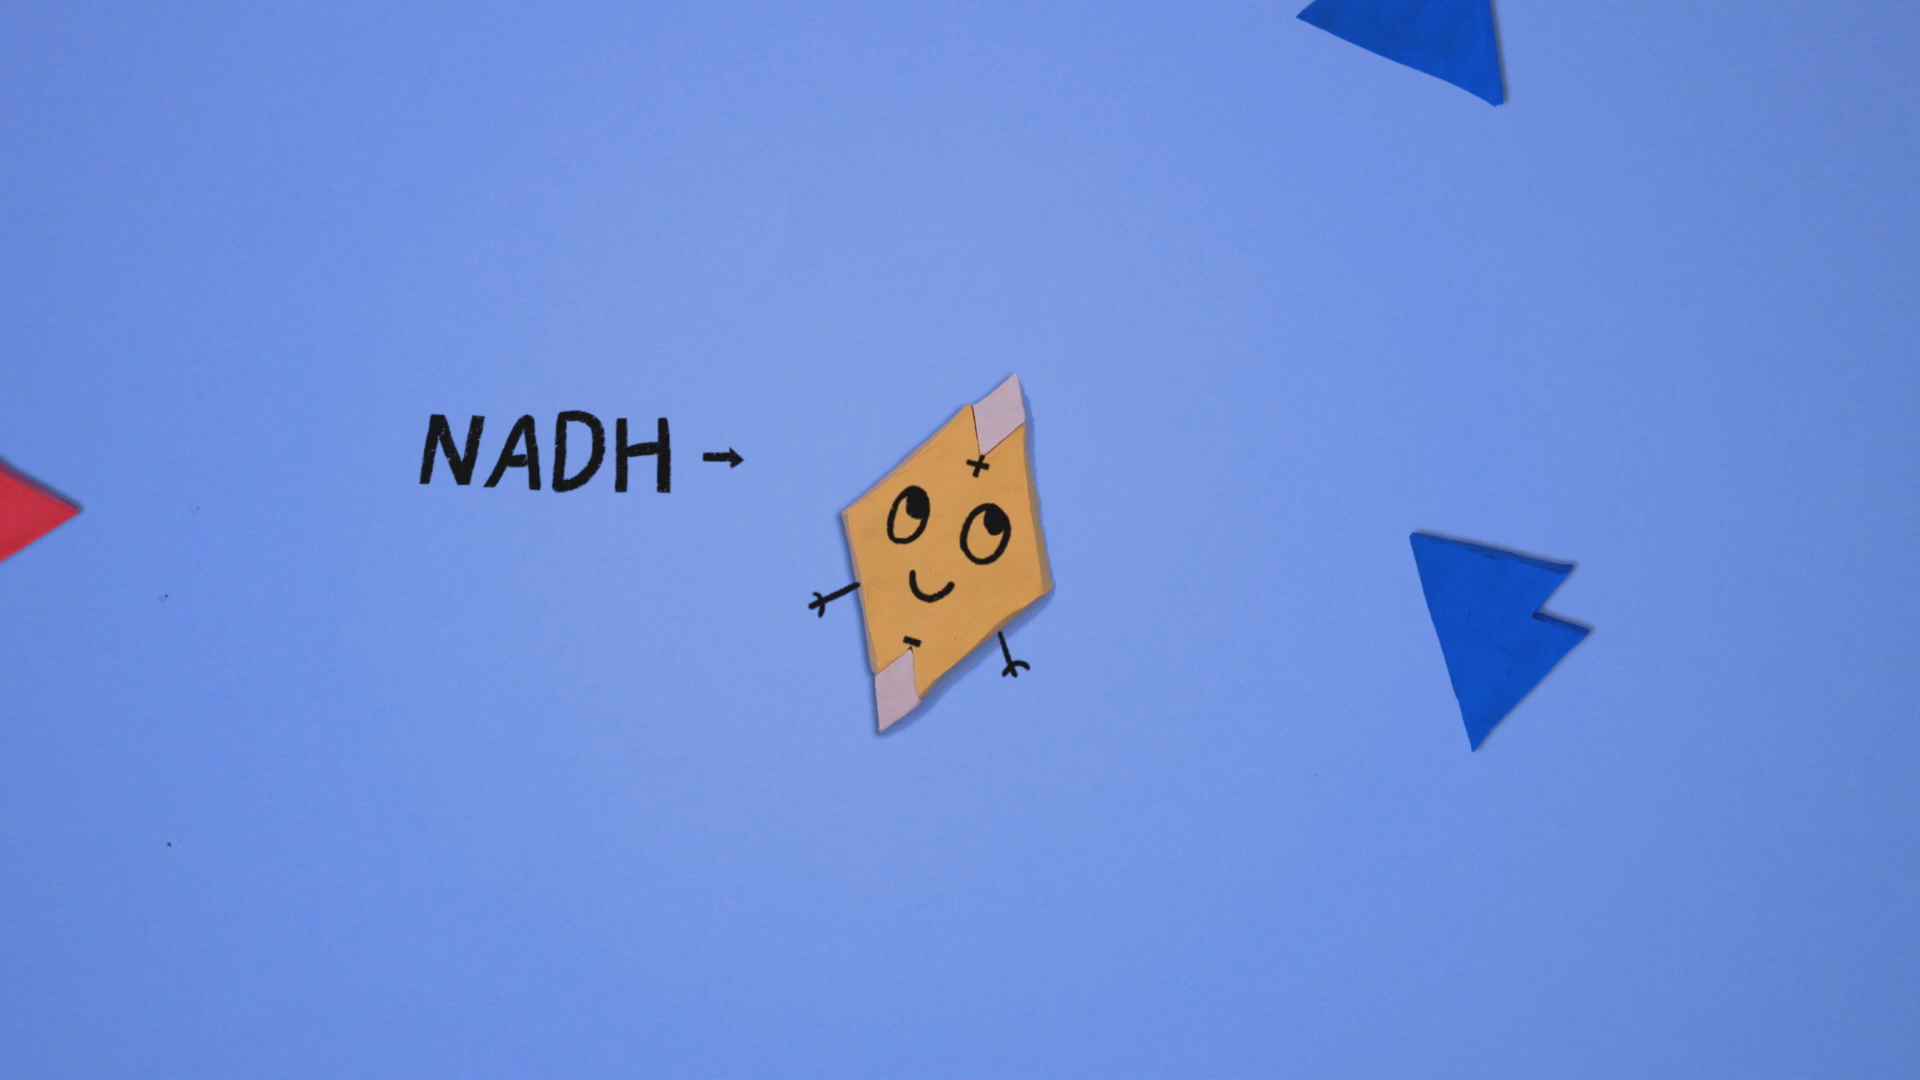 NADH →
+
-